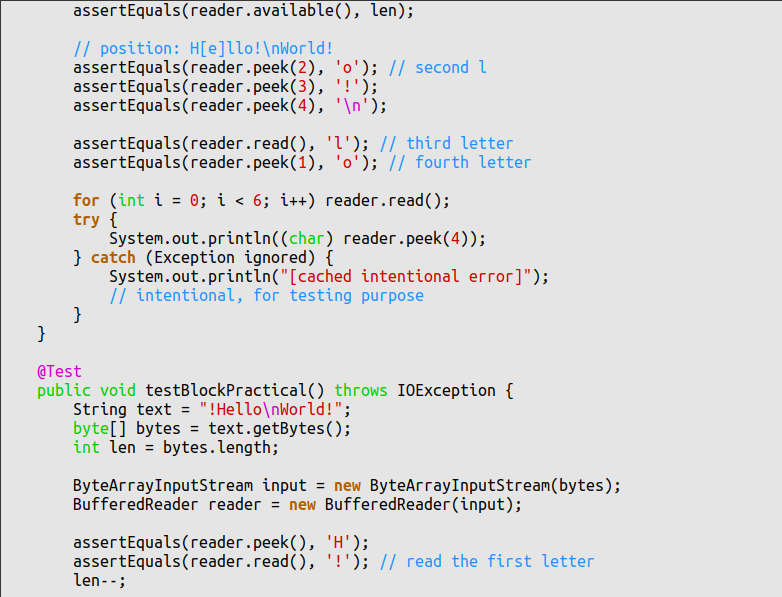 assertEquals(reader.available(), len);
// position: H[e]llo!\nWorld!
assertEquals(reader.peek(2), 'o'); // second l
assertEquals(reader.peek(3), '!');
assertEquals(reader.peek(4), '\n');
assertEquals(reader.read(), 'l'); // third letter
assertEquals(reader.peek(1), 'o'); // fourth letter
for (int i = 0; i < 6; i++) reader.read();
try {
System.out.println((char) reader.peek(4));
} catch (Exception ignored) {
System.out.println("[cached intentional error]");
// intentional, for testing purpose
}
}
@Test
public void testBlockPractical() throws IOException {
String text = "!Hello\nWorld!";
byte[] bytes = text.getBytes();
int len = bytes.length;
ByteArrayInputStream input = new ByteArrayInputStream(bytes);
BufferedReader reader = new BufferedReader(input);
assertEquals(reader.peek(), 'H');
assertEquals(reader.read(), '!'); // read the first letter
len--;